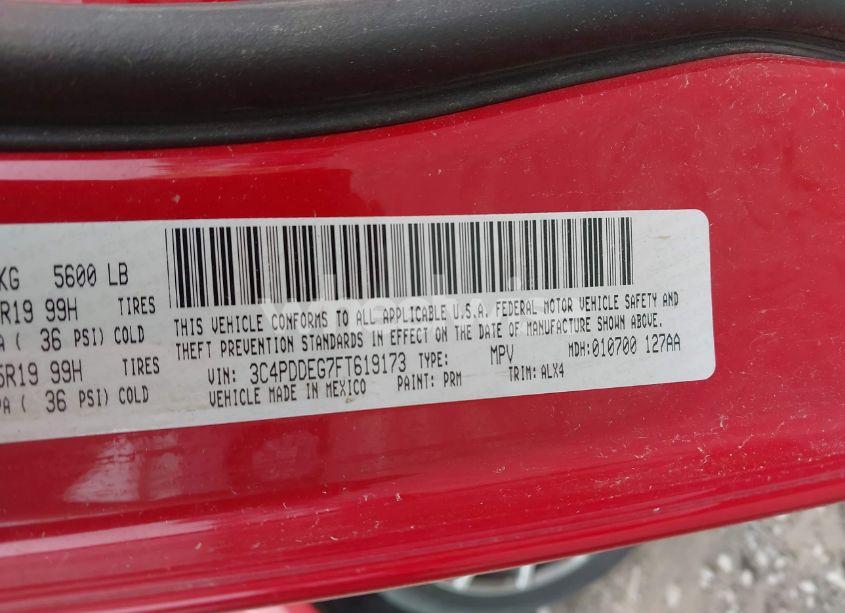 KG 5600 LB
R19 99H TIRES
A ( 36 PSI) COLD
5R19 99H TIRES
PA ( 36 PSI) COLD
THIS VEHICLE CONFORMS TO ALL APPLICABLE U.S.A. FEDERAL MOTOR VEHICLE SAFETY AND
THEFT PREVENTION STANDARDS IN EFFECT ON THE DATE OF MANUFACTURE SHOWN ABOVE.
VIN: 3C4PDDEG7FT619173 TYPE: MPV MDH:010700 127AA
VEHICLE MADE IN MEXICO PAINT: PRM TRIM:ALX4